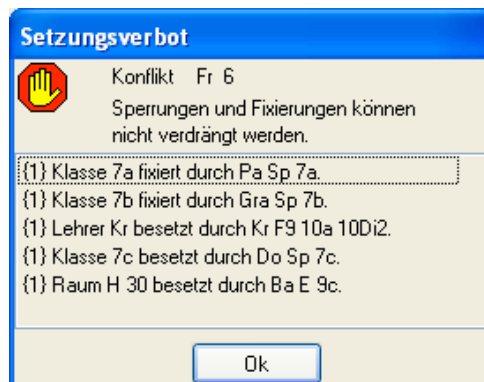 Setzungsverbot
Konflikt Fr 6
Sperrungen und Fixierungen können
nicht verdrängt werden.
{1} Klasse 7a fixiert durch Pa Sp 7a.
{1} Klasse 7b fixiert durch Gra Sp 7b.
{1} Lehrer Kr besetzt durch Kr F9 10a 10Di2.
{1} Klasse 7c besetzt durch Do Sp 7c.
{1} Raum H 30 besetzt durch Ba E 9c.
Ok